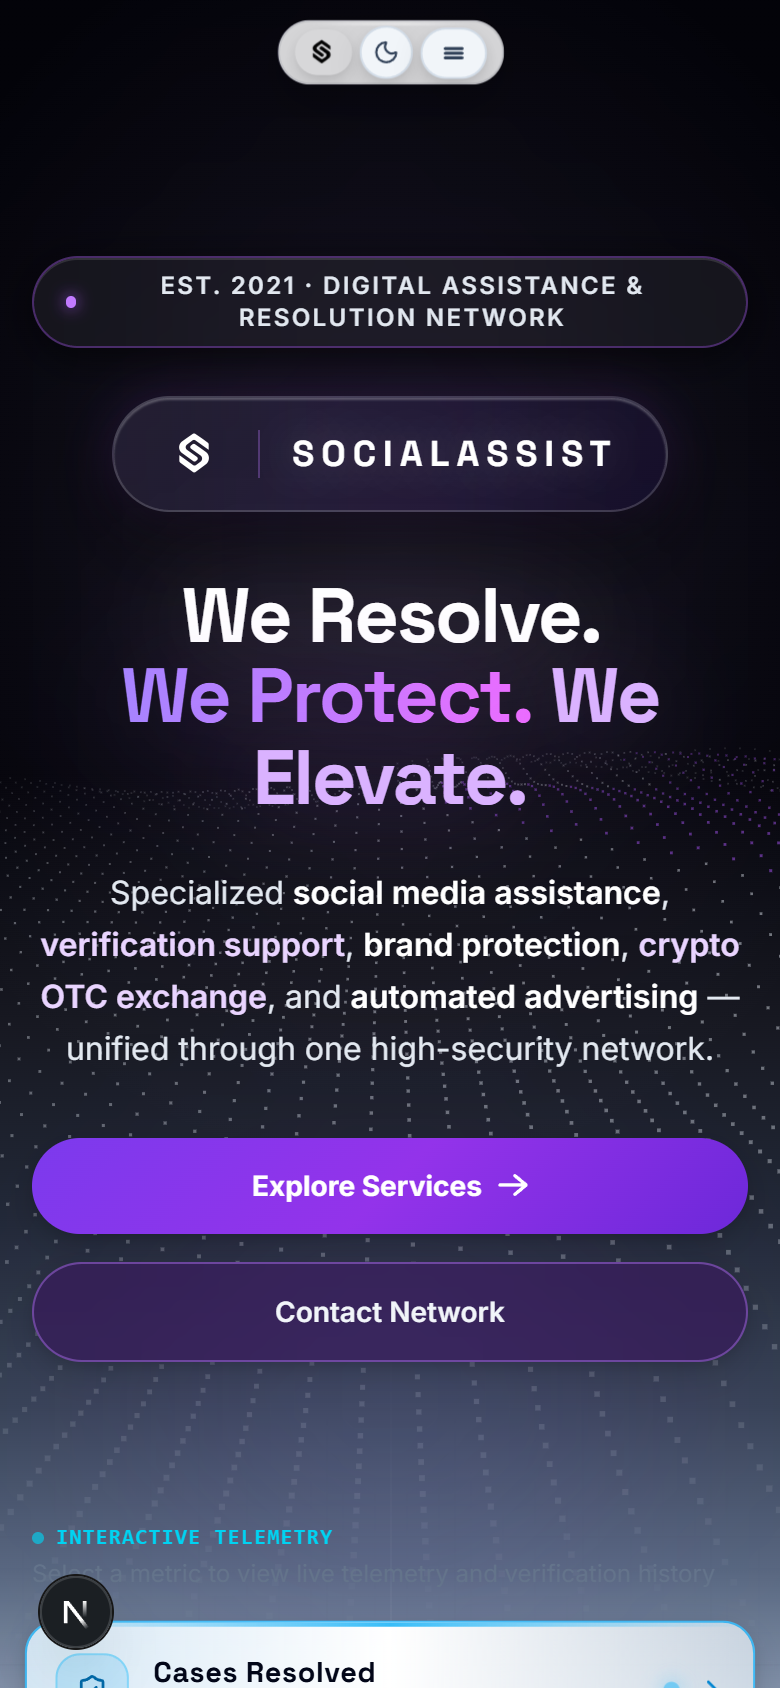 EST. 2021 · DIGITAL ASSISTANCE &
RESOLUTION NETWORK
SOCIALASSIST
We Resolve.
We Protect. We
Elevate.
Specialized social media assistance,
verification support, brand protection, crypto
OTC exchange, and automated advertising —
unified through one high-security network.
Explore Services →
Contact Network
INTERACTIVE TELEMETRY
Select a metric to view live telemetry and verification history
N
Cases Resolved